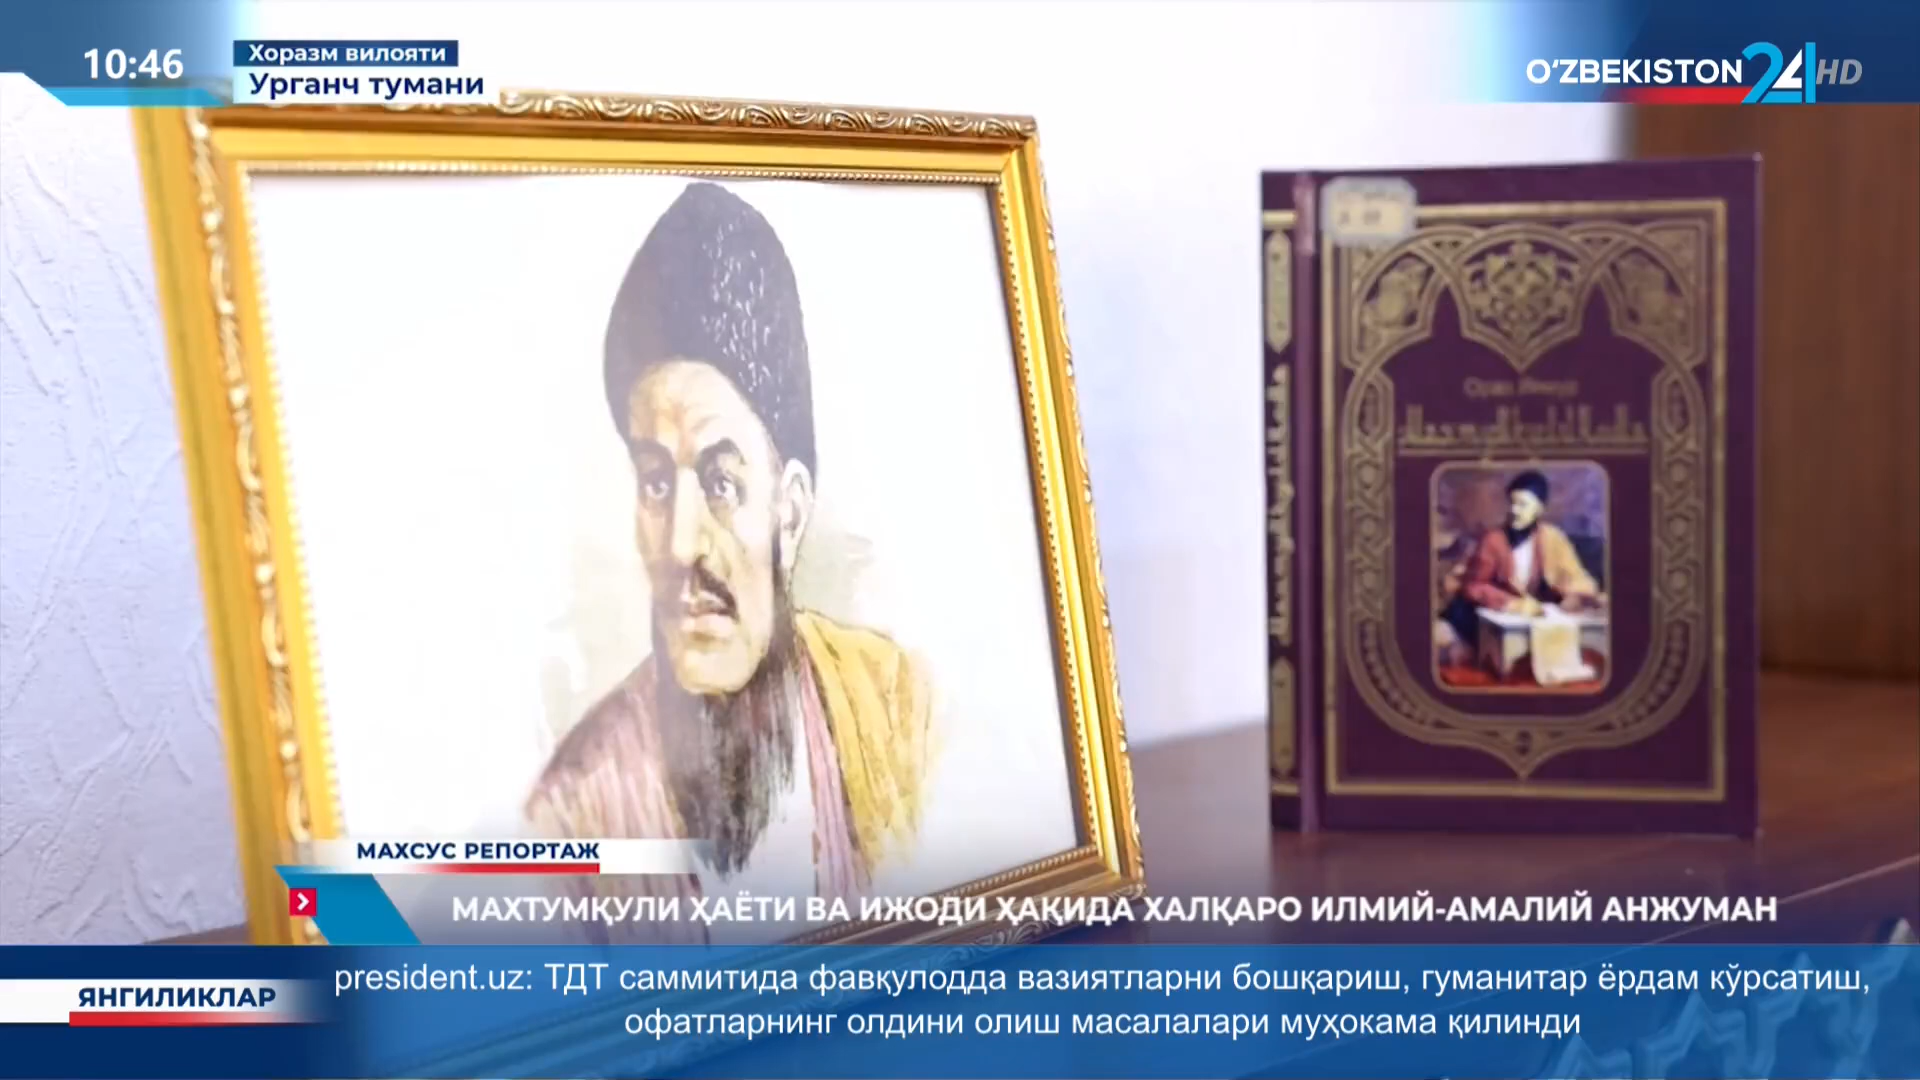 10:46
Хоразм вилояти
Урганч тумани
O‘ZBEKISTON 24 HD
МАХСУС РЕПОРТАЖ
МАХТУМҚУЛИ ҲАЁТИ ВА ИЖОДИ ҲАҚИДА ХАЛҚАРО ИЛМИЙ-АМАЛИЙ АНЖУМАН
ЯНГИЛИКЛАР
president.uz: ТДТ саммитида фавқулодда вазиятларни бошқариш, гуманитар ёрдам кўрсатиш,
офатларнинг олдини олиш масалалари муҳокама қилинди